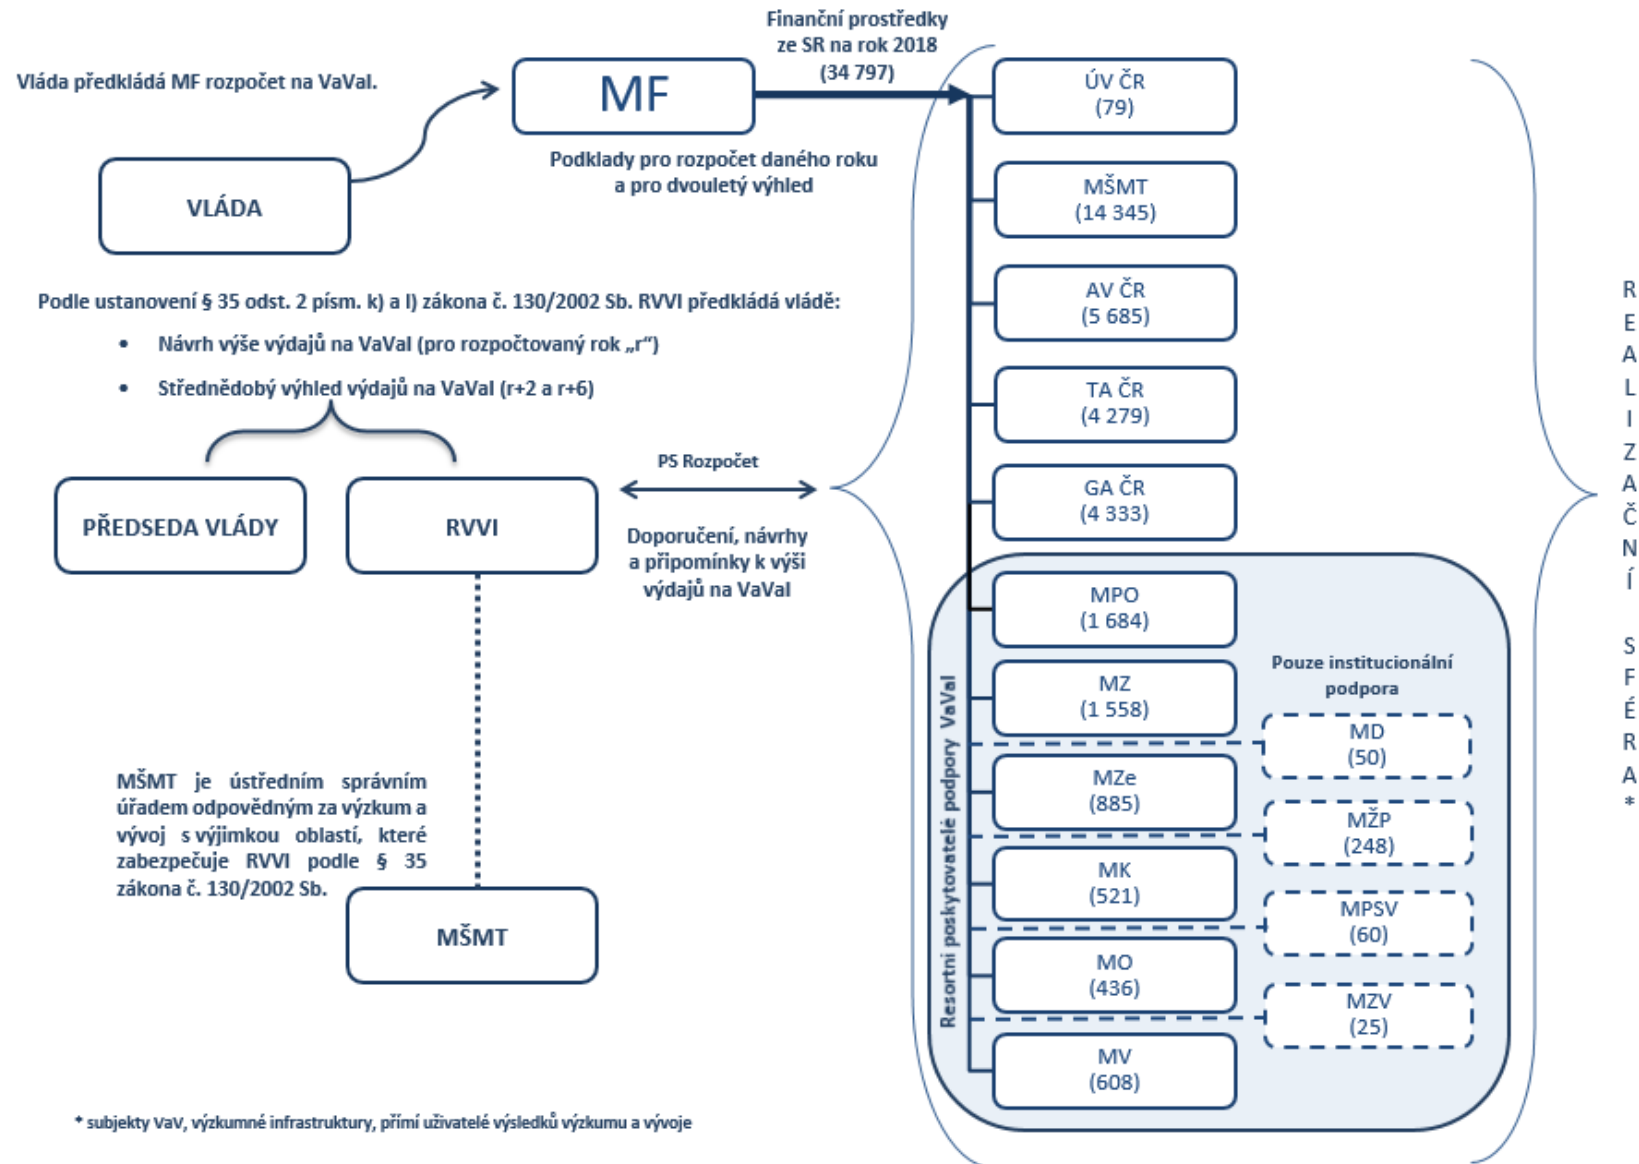 Finanční prostředky
ze SR na rok 2018
(34 797)
Vláda předkládá MF rozpočet na VaVaI.
MF
Podklady pro rozpočet daného roku
a pro dvouletý výhled
VLÁDA
Podle ustanovení § 35 odst. 2 písm. k) a l) zákona č. 130/2002 Sb. RVVI předkládá vládě:
• Návrh výše výdajů na VaVaI (pro rozpočtovaný rok „r“)
• Střednědobý výhled výdajů na VaVaI (r+2 a r+6)
PŘEDSEDA VLÁDY
RVVI
PS Rozpočet
Doporučení, návrhy
a připomínky k výši
výdajů na VaVaI
MŠMT je ústředním správním
úřadem odpovědným za výzkum a
vývoj s výjimkou oblastí, které
zabezpečuje RVVI podle § 35
zákona č. 130/2002 Sb.
MŠMT
ÚV ČR
(79)
MŠMT
(14 345)
AV ČR
(5 685)
TA ČR
(4 279)
GA ČR
(4 333)
Resortní poskytovatelé podpory VaVaI
MPO
(1 684)
MZ
(1 558)
MZe
(885)
MK
(521)
MO
(436)
MV
(608)
Pouze institucionální
podpora
MD
(50)
MŽP
(248)
MPSV
(60)
MZV
(25)
REALIZAČNÍ SFÉRA*
* subjekty VaV, výzkumné infrastruktury, přímí uživatelé výsledků výzkumu a vývoje